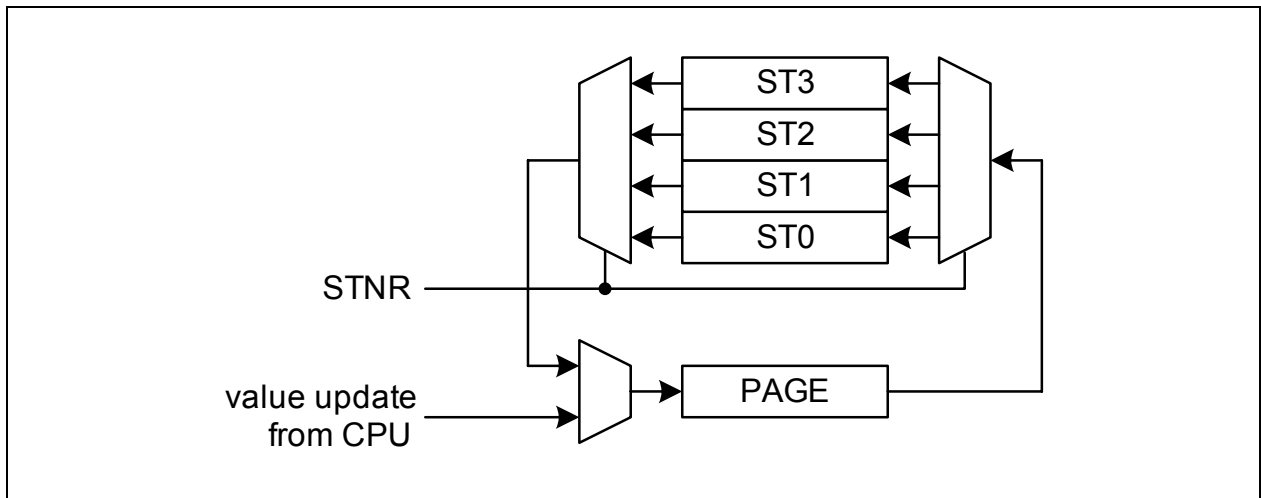 ST3
ST2
ST1
ST0
STNR
PAGE
value update
from CPU